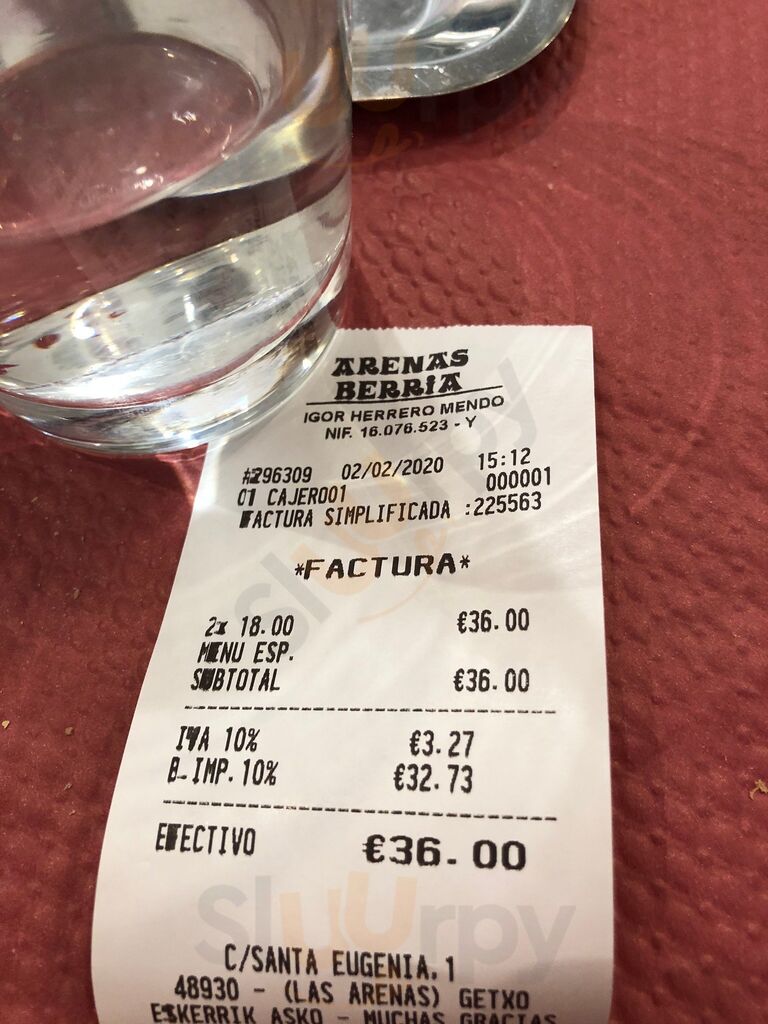 ARENAS
BERRIA
IGOR HERRERO MENDO
NIF. 16.076.523 - Y
#296309 02/02/2020 15:12
01 CAJERO01 000001
FACTURA SIMPLIFICADA :225563
*FACTURA*
2x 18.00 €36.00
MENU ESP.
SUBTOTAL €36.00
IVA 10% €3.27
B.IMP.10% €32.73
EFECTIVO €36.00
Sluurpy
C/SANTA EUGENIA.1
48930 - (LAS ARENAS) GETXO
ESKERRIK ASKO - MUCHAS GRACIAS